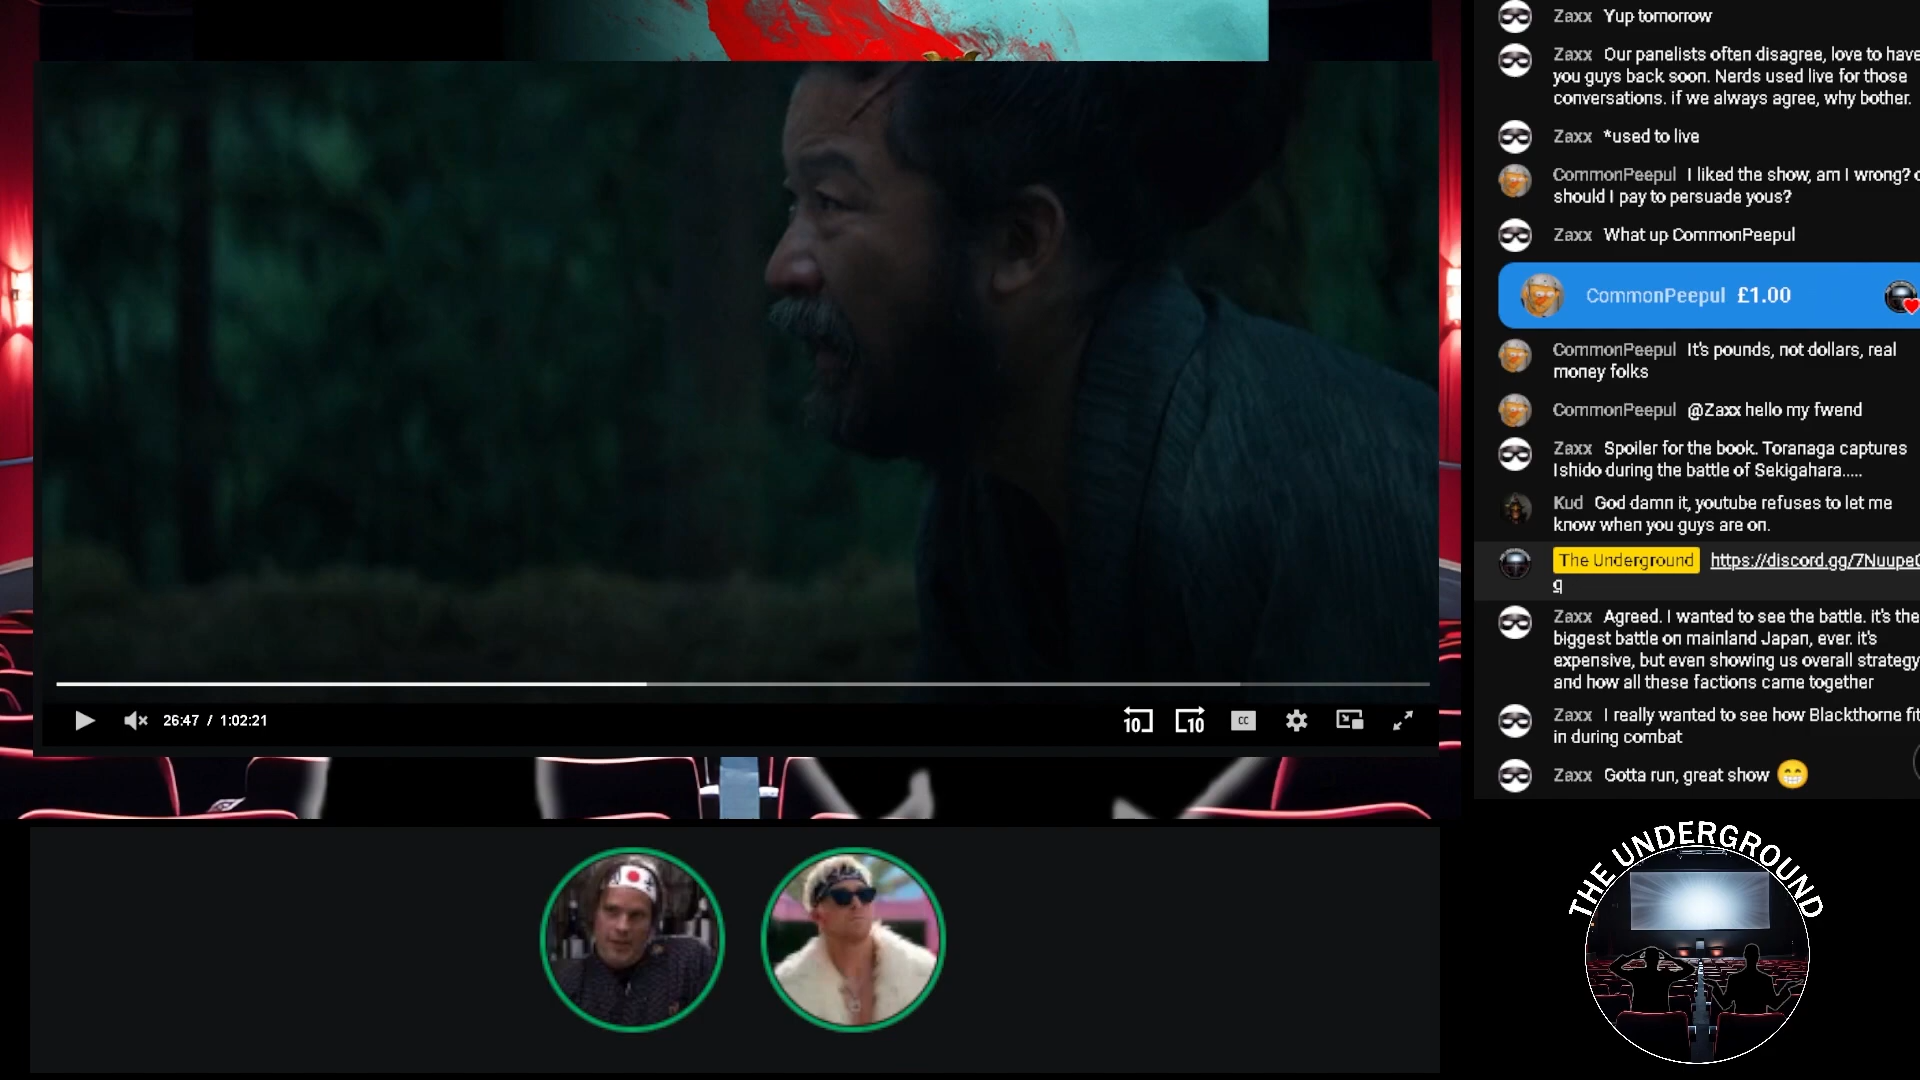 Zaxx Yup tomorrow
Zaxx Our panelists often disagree, love to have
you guys back soon. Nerds used live for those
conversations. if we always agree, why bother.
Zaxx *used to live
CommonPeepul I liked the show, am I wrong?
should I pay to persuade yous?
Zaxx What up CommonPeepul
CommonPeepul £1.00
CommonPeepul It's pounds, not dollars, real
money folks
CommonPeepul @Zaxx hello my fwend
Zaxx Spoiler for the book. Toranaga captures
Ishido during the battle of Sekigahara.....
Kud God damn it, youtube refuses to let me
know when you guys are on.
The Underground https://discord.gg/7Nuupe
g
Zaxx Agreed. I wanted to see the battle. it's the
biggest battle on mainland Japan, ever. it's
expensive, but even showing us overall strategy
and how all these factions came together
Zaxx I really wanted to see how Blackthorne fit
in during combat
Zaxx Gotta run, great show
26:47 / 1:02:21
10
10
CC
THE UNDERGROUND